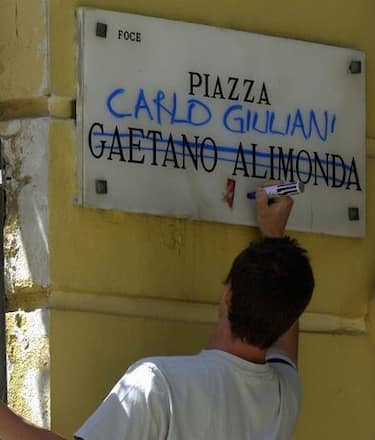 FOCE
PIAZZA
CARLO GIULIANI
GAETANO ALIMONDA